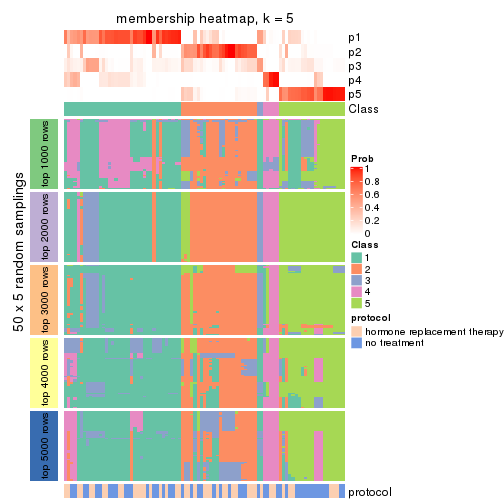 membership heatmap, k = 5
p1
p2
p3
p4
p5
Class
50 x 5 random samplings
top 1000 rows
top 2000 rows
top 3000 rows
top 4000 rows
top 5000 rows
protocol
Prob
1
0.8
0.6
0.4
0.2
0
Class
1
2
3
4
5
protocol
hormone replacement therapy
no treatment